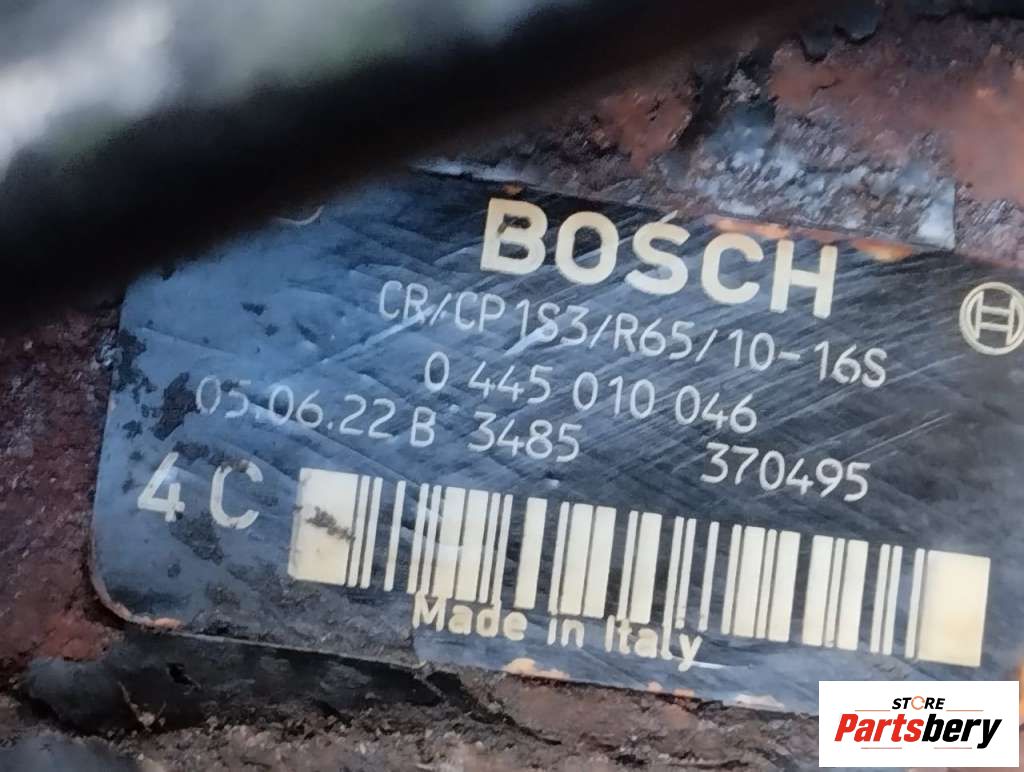 BOSCH
CR/CP1S3/R65/10-16S
0 445 010 046
05.06.22 B 3485 370495
4 C
Made in Italy
STORE
Partsbery